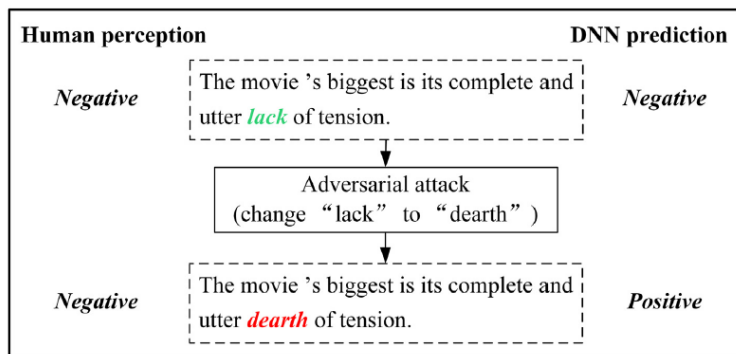 Human perception
DNN prediction
Negative
The movie 's biggest is its complete and
utter lack of tension.
Negative
Adversarial attack
(change “lack” to “dearth” )
Negative
The movie 's biggest is its complete and
utter dearth of tension.
Positive